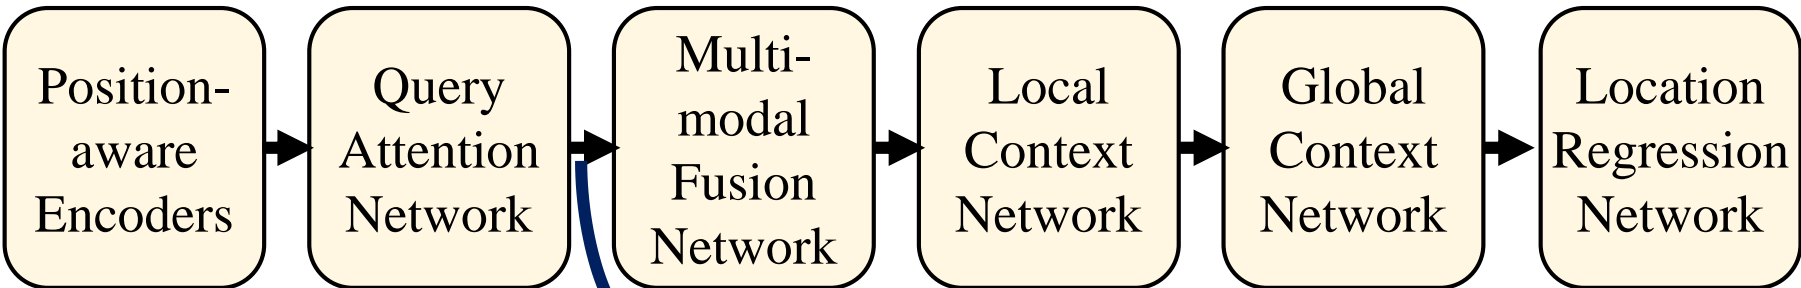 Position-
aware
Encoders
Query
Attention
Network
Multi-
modal
Fusion
Network
Local
Context
Network
Global
Context
Network
Location
Regression
Network